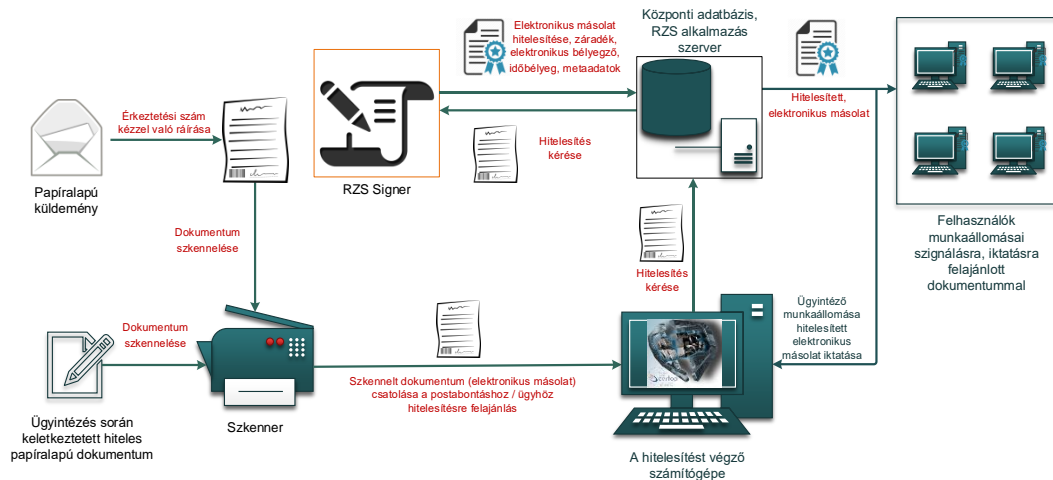 Elektronikus másolat
hitelesítése, záradék,
elektronikus bélyegző,
időbélyeg, metaadatok
Központi adatbázis,
RZS alkalmazás
szerver
Érkeztetési szám
kézzel való ráírása
Hitelesített,
elektronikus másolat
Hitelesítés
kérése
Papíralapú
küldemény
RZS Signer
Felhasználók
munkaállomásai
szignálásra, iktatásra
felajánlott
dokumentummal
Dokumentum
szkennelése
Hitelesítés
kérése
Ügyintéző
munkaállomása
hitelesített
elektronikus
másolat iktatása
Dokumentum
szkennelése
Szkennelt dokumentum (elektronikus másolat)
csatolása a postabontáshoz / ügyhöz
hitelesítésre felajánlás
Ügyintézés során
keletkeztetett hiteles
papíralapú dokumentum
Szkenner
A hitelesítést végző
számítógépe